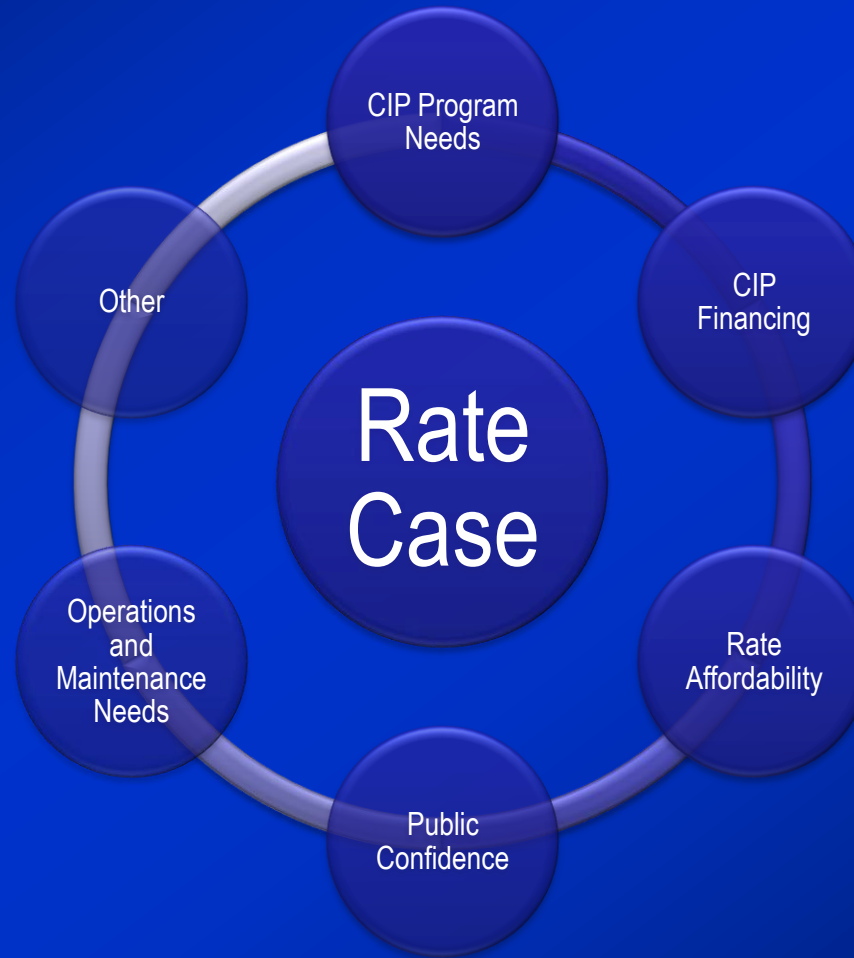 CIP Program
Needs
CIP
Financing
Rate
Affordability
Public
Confidence
Operations
and
Maintenance
Needs
Other
Rate
Case